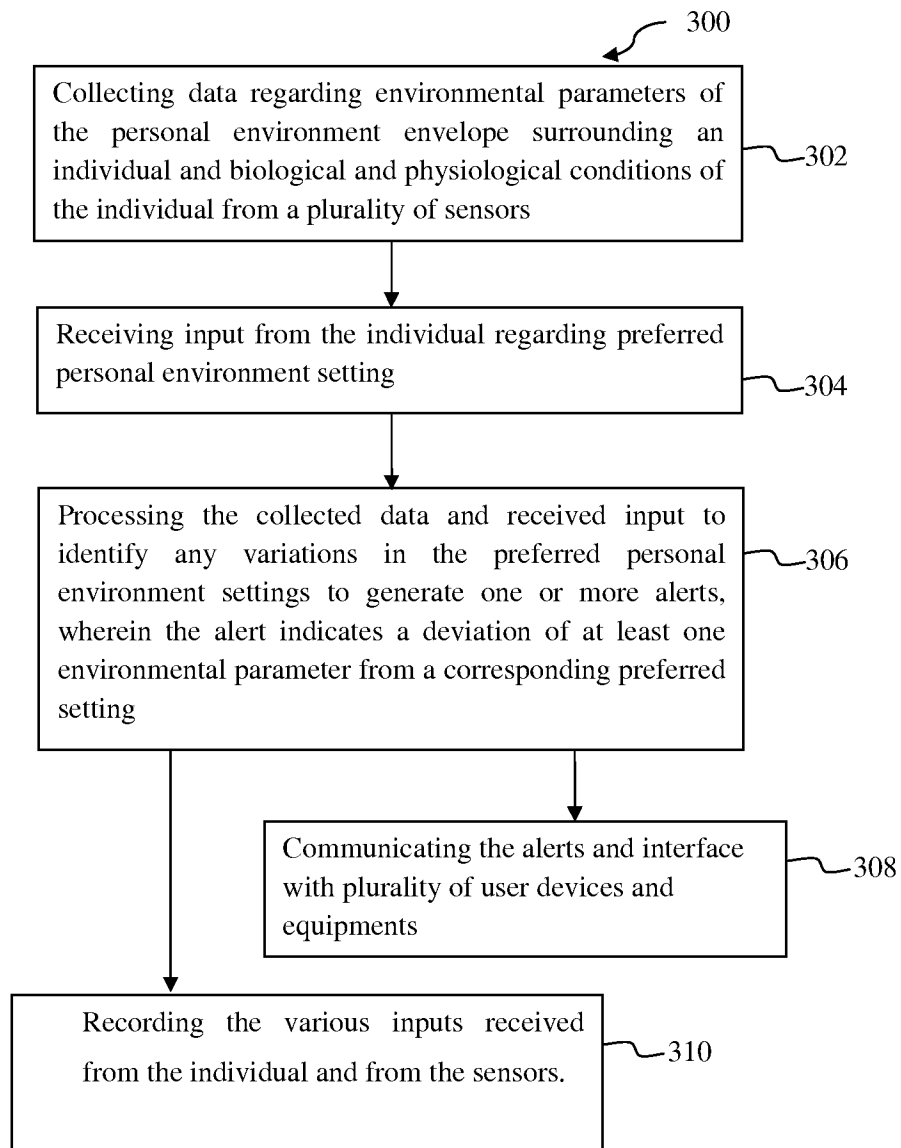 300
Collecting data regarding environmental parameters of
the personal environment envelope surrounding an
individual and biological and physiological conditions of
the individual from a plurality of sensors
302
Receiving input from the individual regarding preferred
personal environment setting
304
Processing the collected data and received input to
identify any variations in the preferred personal
environment settings to generate one or more alerts,
wherein the alert indicates a deviation of at least one
environmental parameter from a corresponding preferred
setting
306
Communicating the alerts and interface
with plurality of user devices and
equipments
308
Recording the various inputs received
from the individual and from the sensors.
310